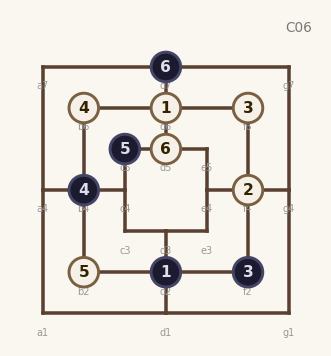 C06
6
a7 d7 g7
4 1 3
b6 d6 f6
5 6
c5 d5 e5
4 2
a4 b4 c4 e4 f4 g4
c3 d3 e3
5 1 3
b2 d2 f2
a1 d1 g1